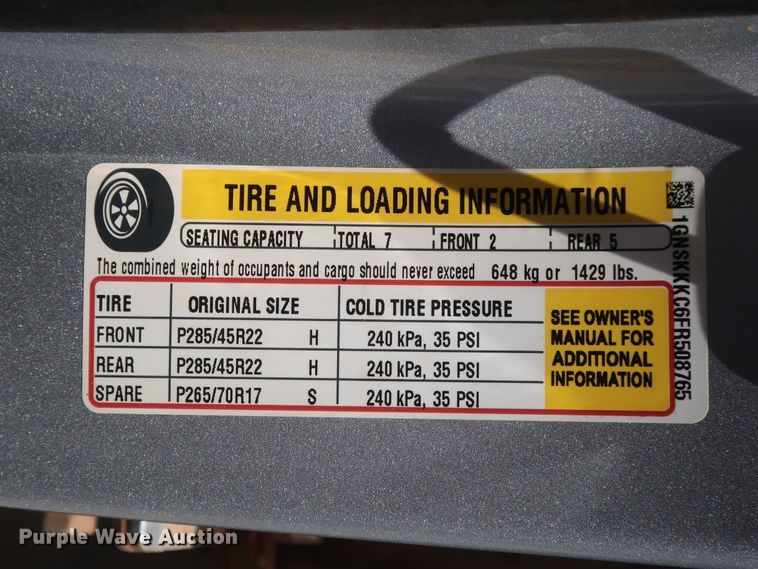 TIRE AND LOADING INFORMATION
SEATING CAPACITY TOTAL 7 FRONT 2 REAR 5
The combined weight of occupants and cargo should never exceed 648 kg or 1429 lbs.
TIRE ORIGINAL SIZE COLD TIRE PRESSURE
FRONT P285/45R22 H 240 kPa, 35 PSI
REAR P285/45R22 H 240 kPa, 35 PSI
SPARE P265/70R17 S 240 kPa, 35 PSI
SEE OWNER'S
MANUAL FOR
ADDITIONAL
INFORMATION
1GNSKKKC6FR508765
Purple Wave Auction